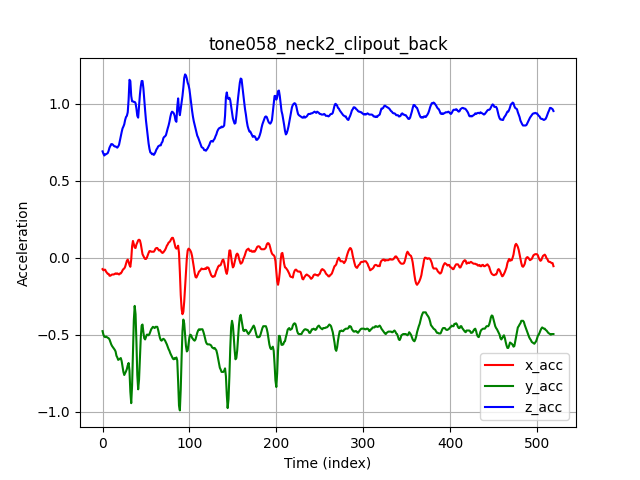 tone058_neck2_clipout_back
Acceleration
1.0
0.5
0.0
−0.5
−1.0
x_acc
y_acc
z_acc
0 100 200 300 400 500
Time (index)